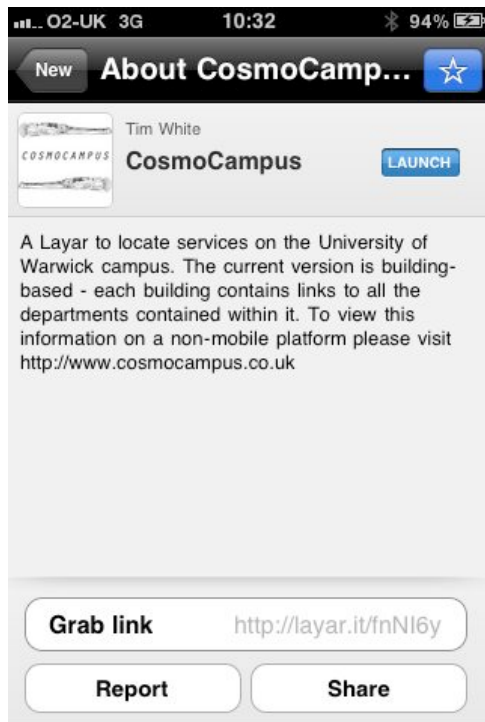 O2-UK 3G 10:32 94%
New About CosmoCamp...
Tim White
COSMOCAMPUS
CosmoCampus
LAUNCH
A Layar to locate services on the University of
Warwick campus. The current version is building-
based - each building contains links to all the
departments contained within it. To view this
information on a non-mobile platform please visit
http://www.cosmocampus.co.uk
Grab link http://layar.it/fnNI6y
Report Share